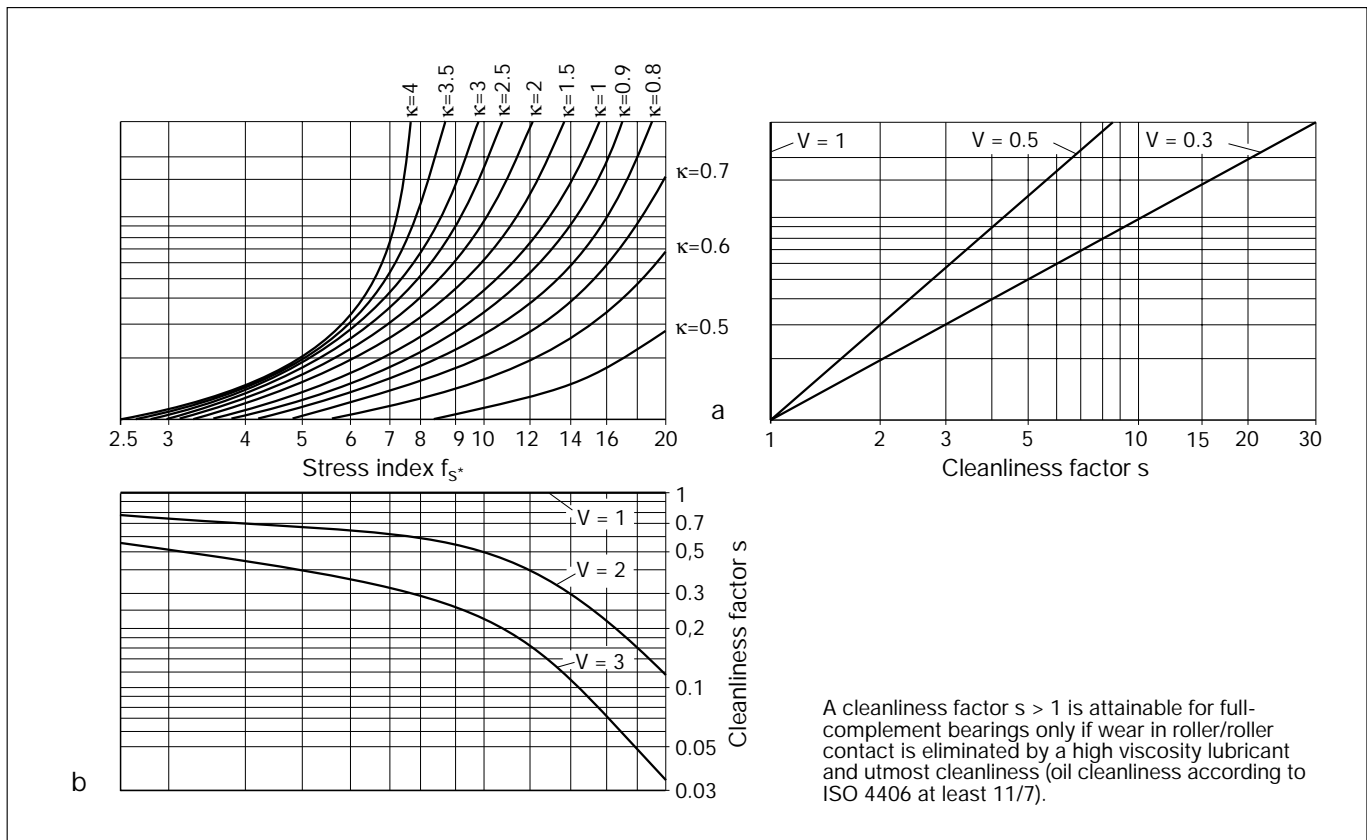 κ=4
κ=3.5
κ=3
κ=2.5
κ=2
κ=1.5
κ=1
κ=0.9
κ=0.8
κ=0.7
κ=0.6
κ=0.5
2.5 3 4 5 6 7 8 9 10 12 14 16 20
Stress index fs*
a
V = 1
V = 0.5
V = 0.3
1 2 3 5 10 15 20 30
Cleanliness factor s
V = 1
V = 2
V = 3
1
0.7
0,5
0.3
0,2
0.1
0.05
0.03
Cleanliness factor s
b
A cleanliness factor s > 1 is attainable for full-
complement bearings only if wear in roller/roller
contact is eliminated by a high viscosity lubricant
and utmost cleanliness (oil cleanliness according to
ISO 4406 at least 11/7).